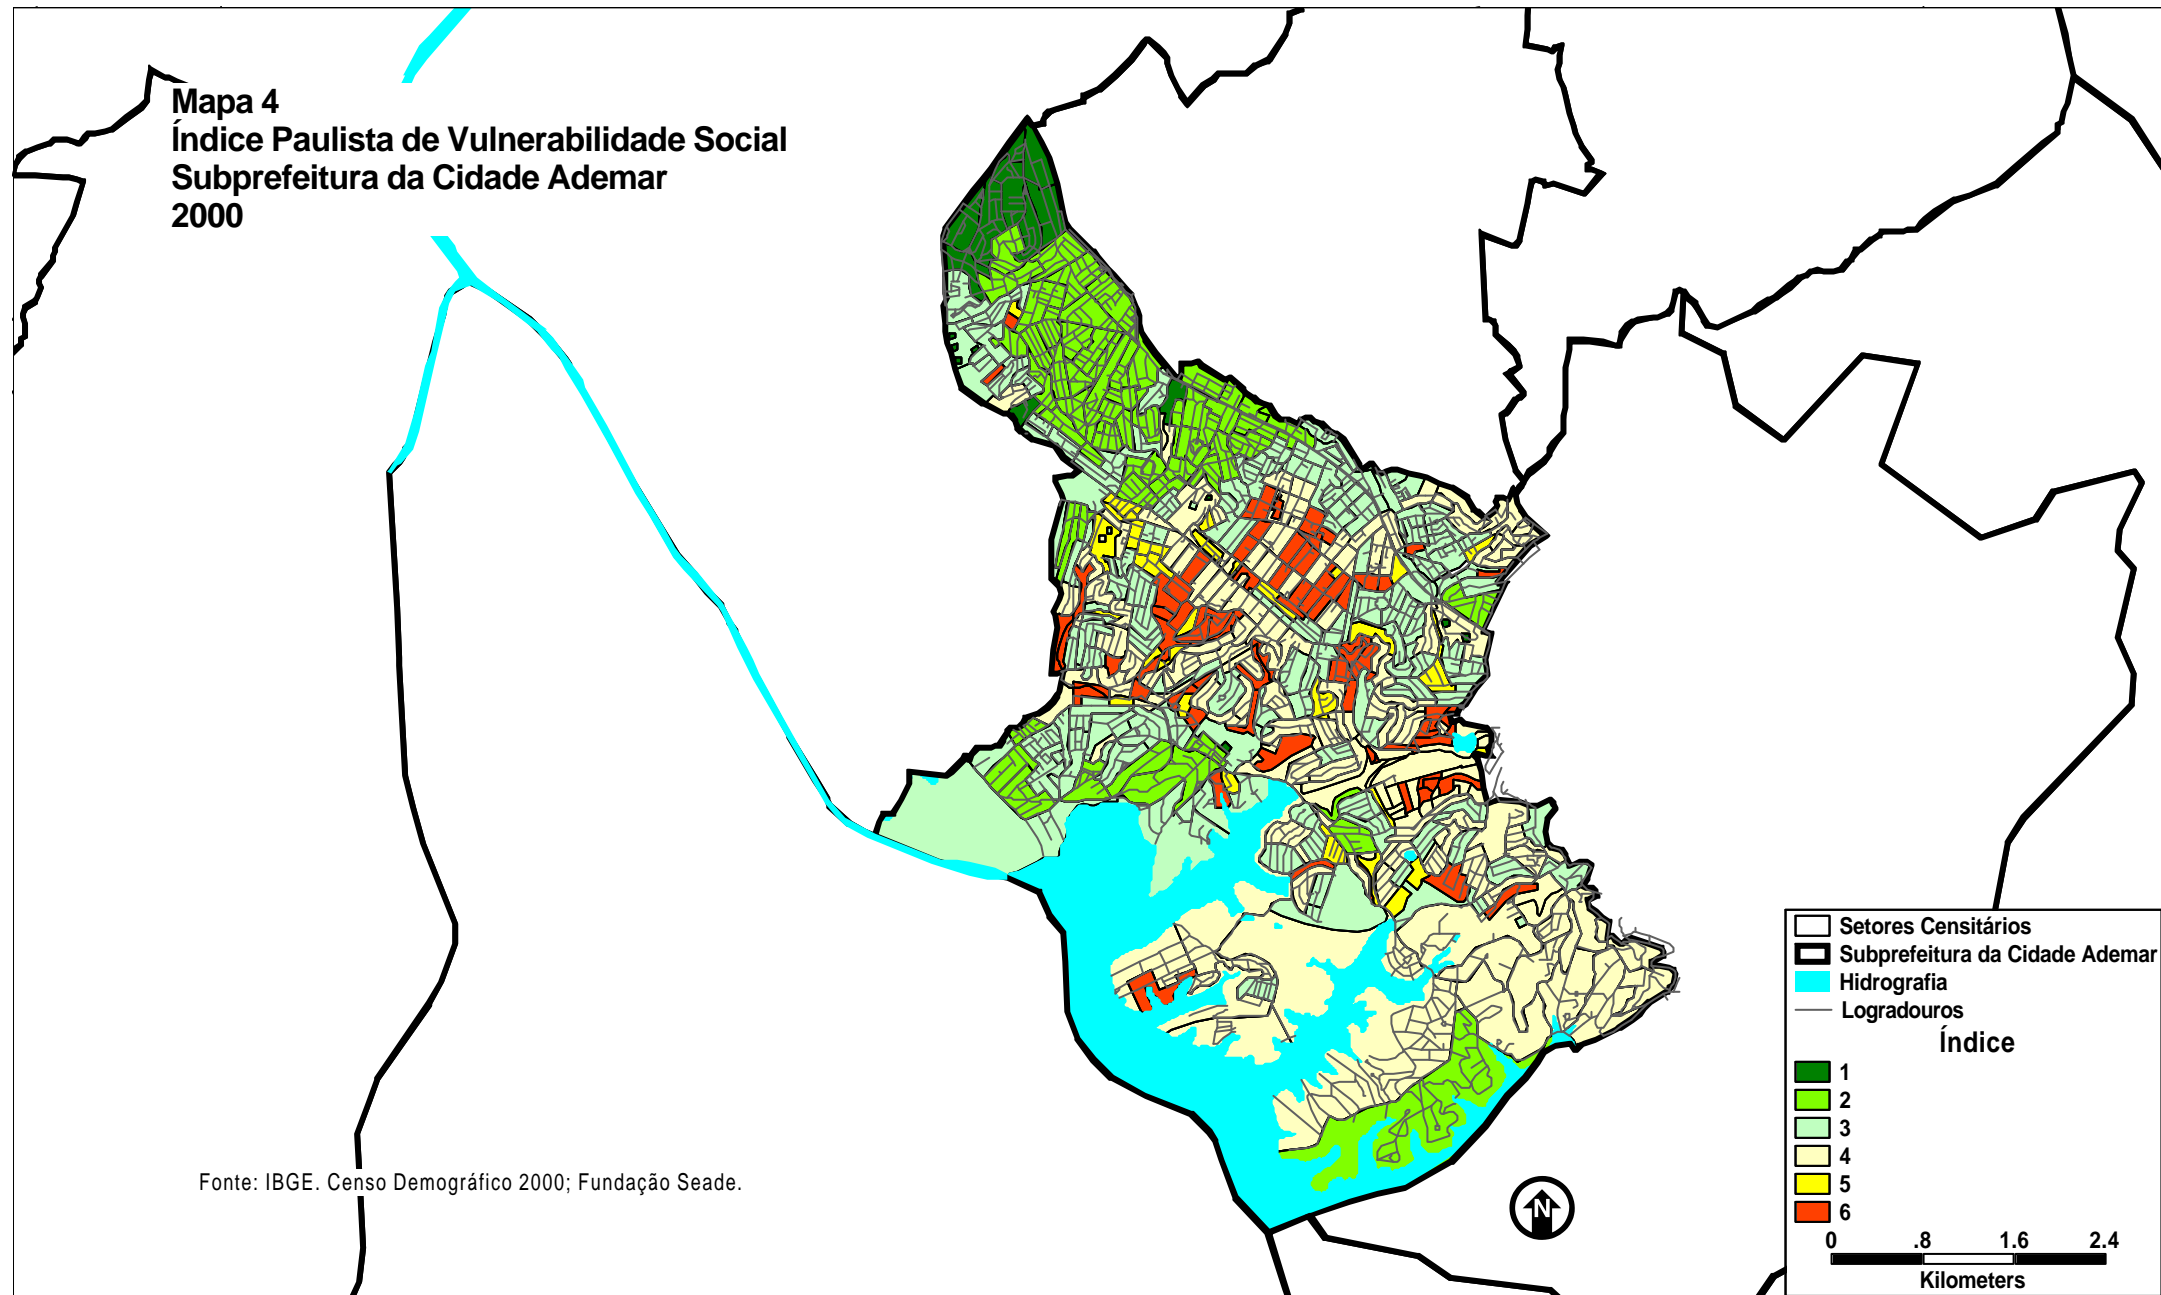 Mapa 4
Índice Paulista de Vulnerabilidade Social
Subprefeitura da Cidade Ademar
2000
Setores Censitários
Subprefeitura da Cidade Ademar
Hidrografia
Logradouros
Índice
1
2
3
4
5
6
0 .8 1.6 2.4
Kilometers
N
Fonte: IBGE. Censo Demográfico 2000; Fundação Seade.